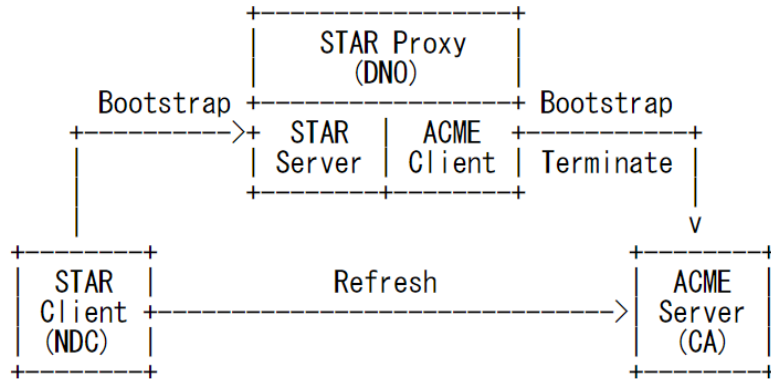 STAR Proxy
(DNO)
Bootstrap
Bootstrap
STAR
Server
ACME
Client
Terminate
STAR
Client
(NDC)
Refresh
ACME
Server
(CA)